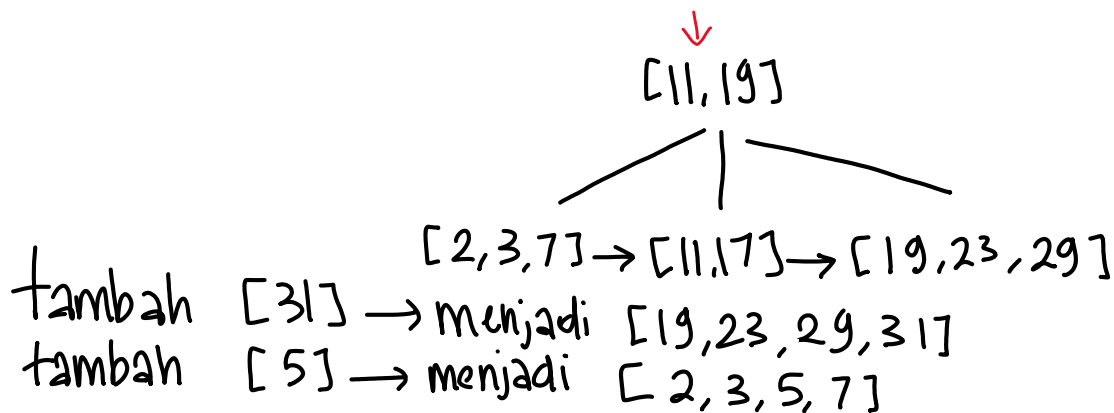 [11,19]
[2,3,7] → [11,17] → [19,23,29]
tambah [31] → menjadi [19,23,29,31]
tambah [5] → menjadi [2,3,5,7]